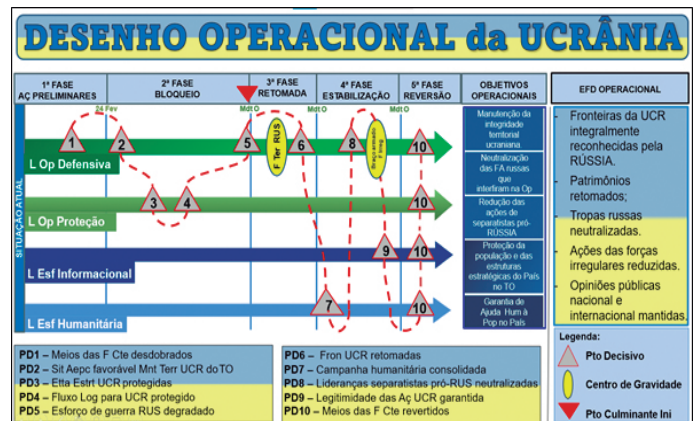 DESENHO OPERACIONAL da UCRÂNIA
1ª FASE
AÇ PRELIMINARES
2ª FASE
BLOQUEIO
3ª FASE
RETOMADA
4ª FASE
ESTABILIZAÇÃO
5ª FASE
REVERSÃO
OBJETIVOS
OPERACIONAIS
EFD OPERACIONAL
24 Fev
Mdt O
Mdt O
Mdt O
SITUAÇÃO ATUAL
1
2
5
F Ter RUS
6
8
10
L Op Defensiva
3
4
10
L Op Proteção
9
10
L Esf Informacional
7
10
L Esf Humanitária
Manutenção da
integridade
territorial
ucraniana
Neutralização
das FA russas
que
interfiram na Op
Redução das
ações de
separatistas pró-
RÚSSIA
Proteção da
população e das
estruturas
estratégicas do País
no TO
Garantia de
Ajuda Hum à
Pop no País
- Fronteiras da UCR
integralmente
reconhecidas pela
RÚSSIA.
- Patrimônios
retomados;
- Tropas russas
neutralizadas.
- Ações das forças
irregulares reduzidas.
- Opiniões públicas
nacional e
internacional mantidas.
Legenda:
Pto Decisivo
Centro de Gravidade
Pto Culminante Ini
PD1 – Meios das F Cte desdobrados
PD2 – Sit Aepc favorável Mnt Terr UCR do TO
PD3 – Etta Estrt UCR protegidas
PD4 – Fluxo Log para UCR protegido
PD5 – Esforço de guerra RUS degradado
PD6 – Fron UCR retomadas
PD7 – Campanha humanitária consolidada
PD8 – Lideranças separatistas pró-RUS neutralizadas
PD9 – Legitimidade das Aç UCR garantida
PD10 – Meios das F Cte revertidos